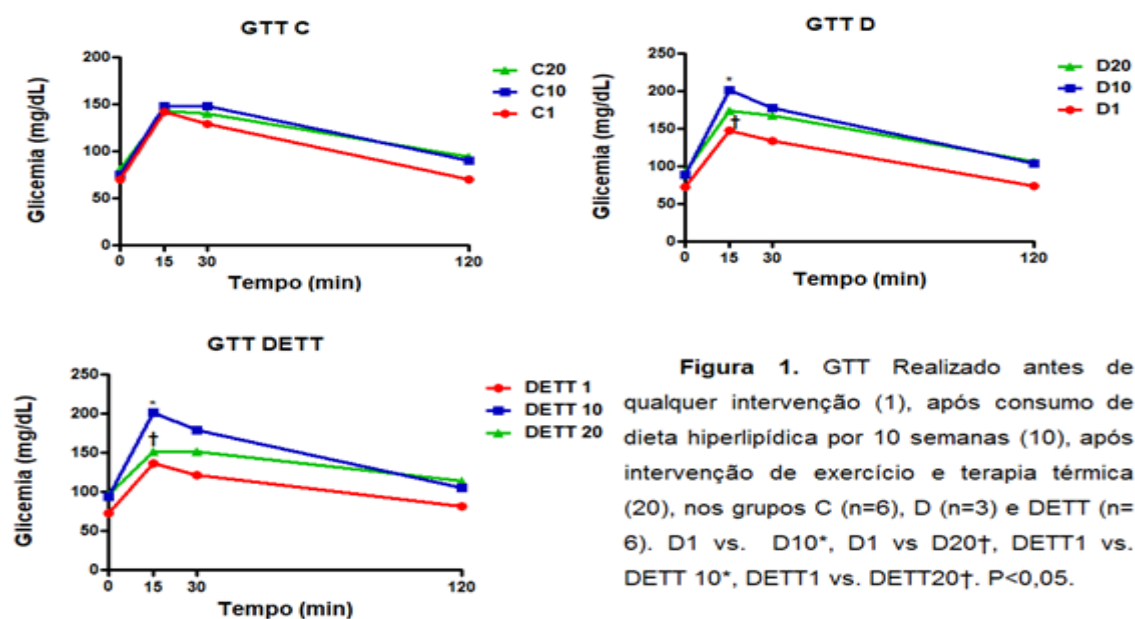 GTT C
200
150
100
50
0
Glicemia (mg/dL)
0 15 30 120
Tempo (min)
C20
C10
C1
GTT D
250
200
150
100
50
0
Glicemia (mg/dL)
*
†
0 15 30 120
Tempo (min)
D20
D10
D1
GTT DETT
250
200
150
100
50
0
Glicemia (mg/dL)
*
†
0 15 30 120
Tempo (min)
DETT 1
DETT 10
DETT 20
Figura 1. GTT Realizado antes de
qualquer intervenção (1), após consumo de
dieta hiperlipídica por 10 semanas (10), após
intervenção de exercício e terapia térmica
(20), nos grupos C (n=6), D (n=3) e DETT (n=
6). D1 vs. D10*, D1 vs D20†, DETT1 vs.
DETT 10*, DETT1 vs. DETT20†. P<0,05.